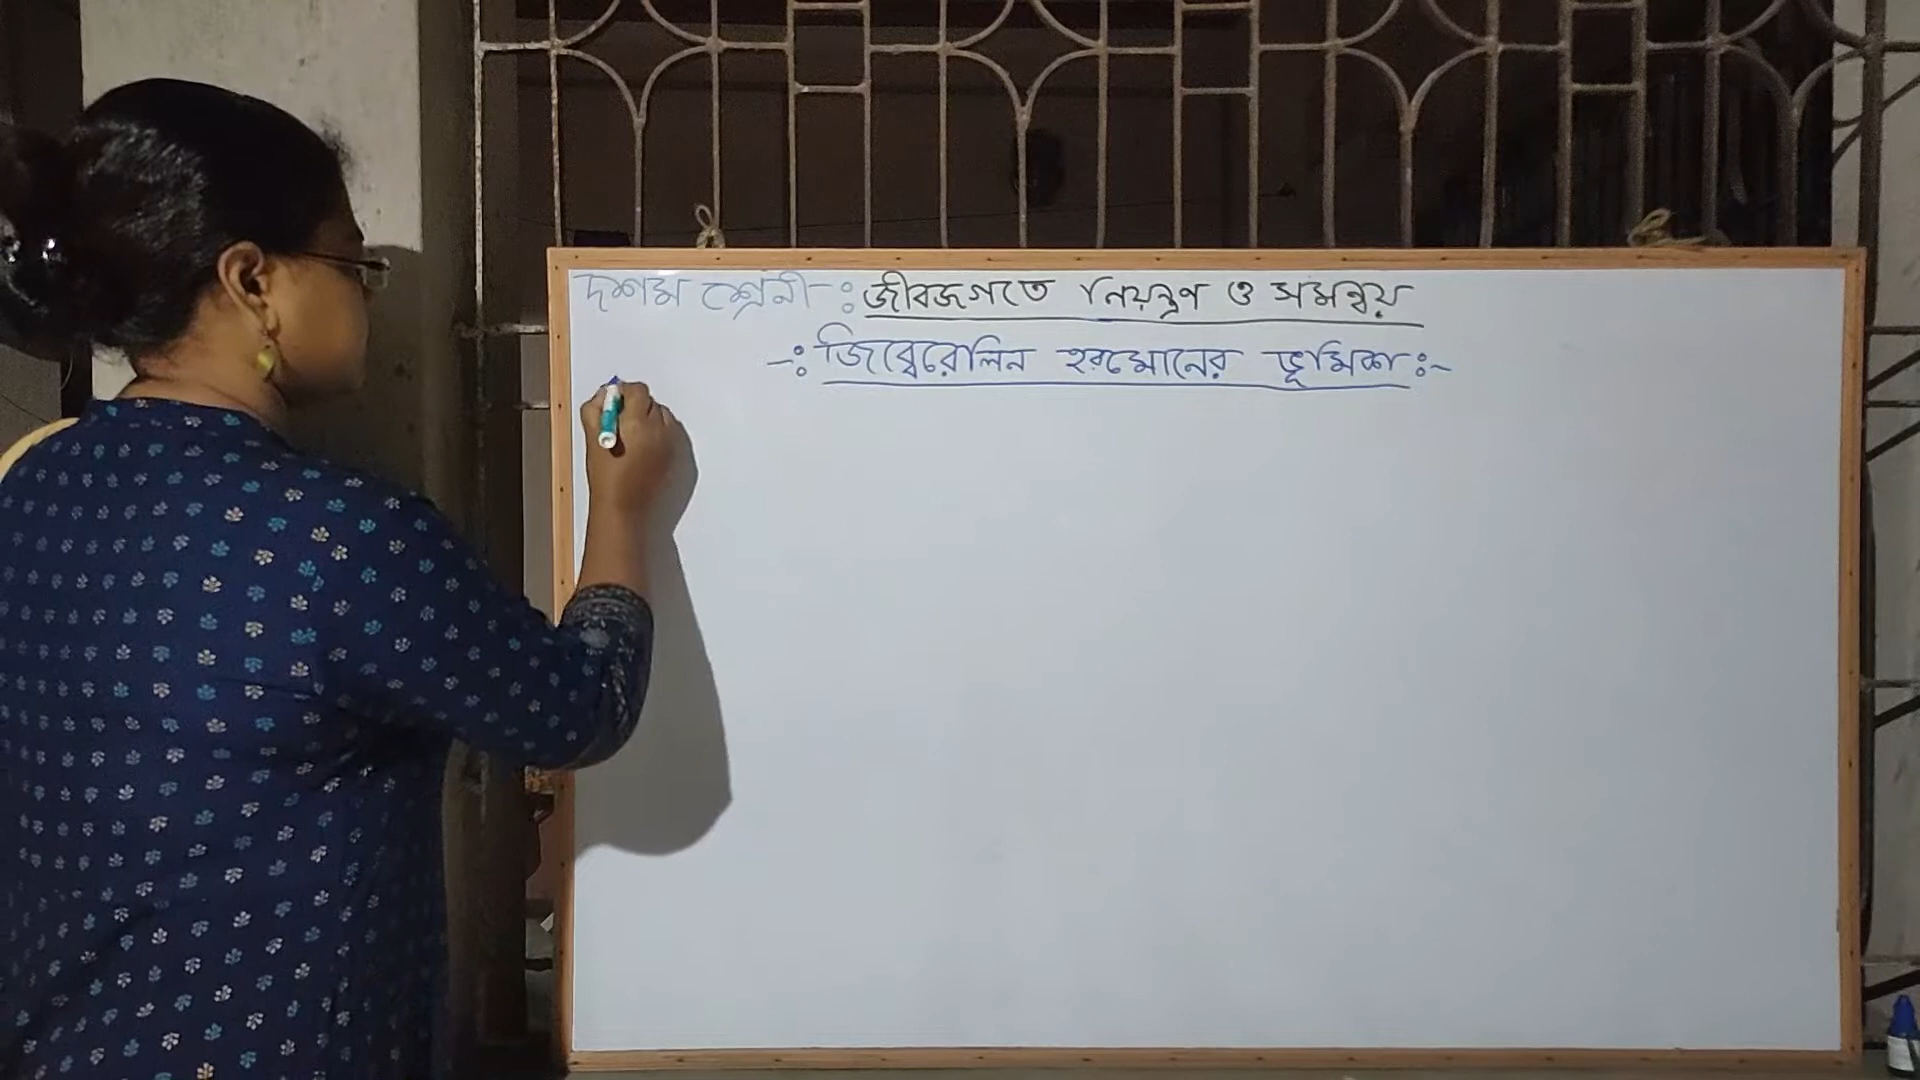 দশম শ্রেনী : জীবজগতে নিয়ন্ত্রণ ও সমন্বয়
-: জিব্বেরেলিন হরমোনের ভূমিকা :-